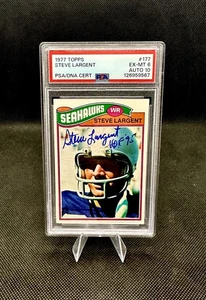 1977 TOPPS #177
STEVE LARGENT EX-MT 6
AUTO 10
PSA/DNA CERT PSA 126959567
SEAHAWKS WR
STEVE LARGENT
Steve Largent
HOF 95